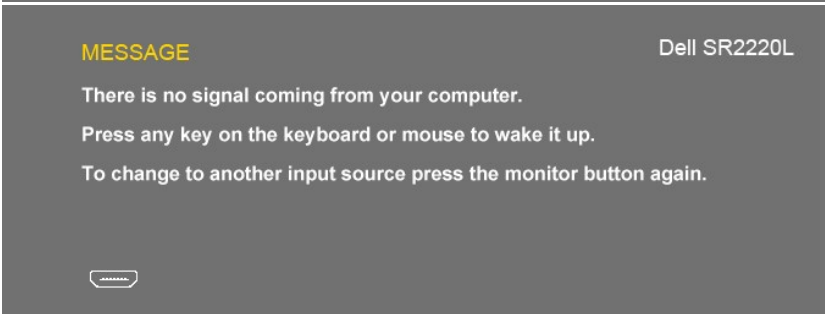 MESSAGE
Dell SR2220L
There is no signal coming from your computer.
Press any key on the keyboard or mouse to wake it up.
To change to another input source press the monitor button again.